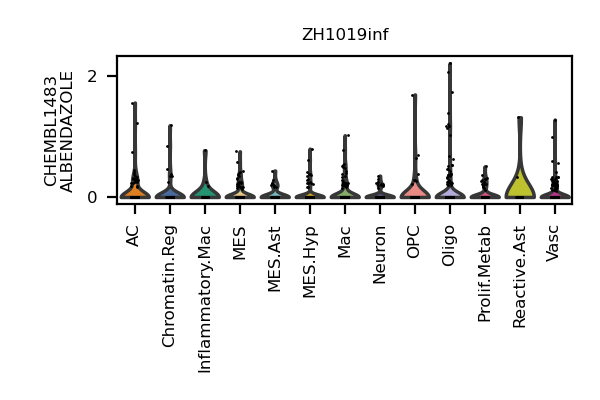 ZH1019inf
CHEMBL1483
ALBENDAZOLE
2
0
AC
Chromatin.Reg
Inflammatory.Mac
MES
MES.Ast
MES.Hyp
Mac
Neuron
OPC
Oligo
Prolif.Metab
Reactive.Ast
Vasc